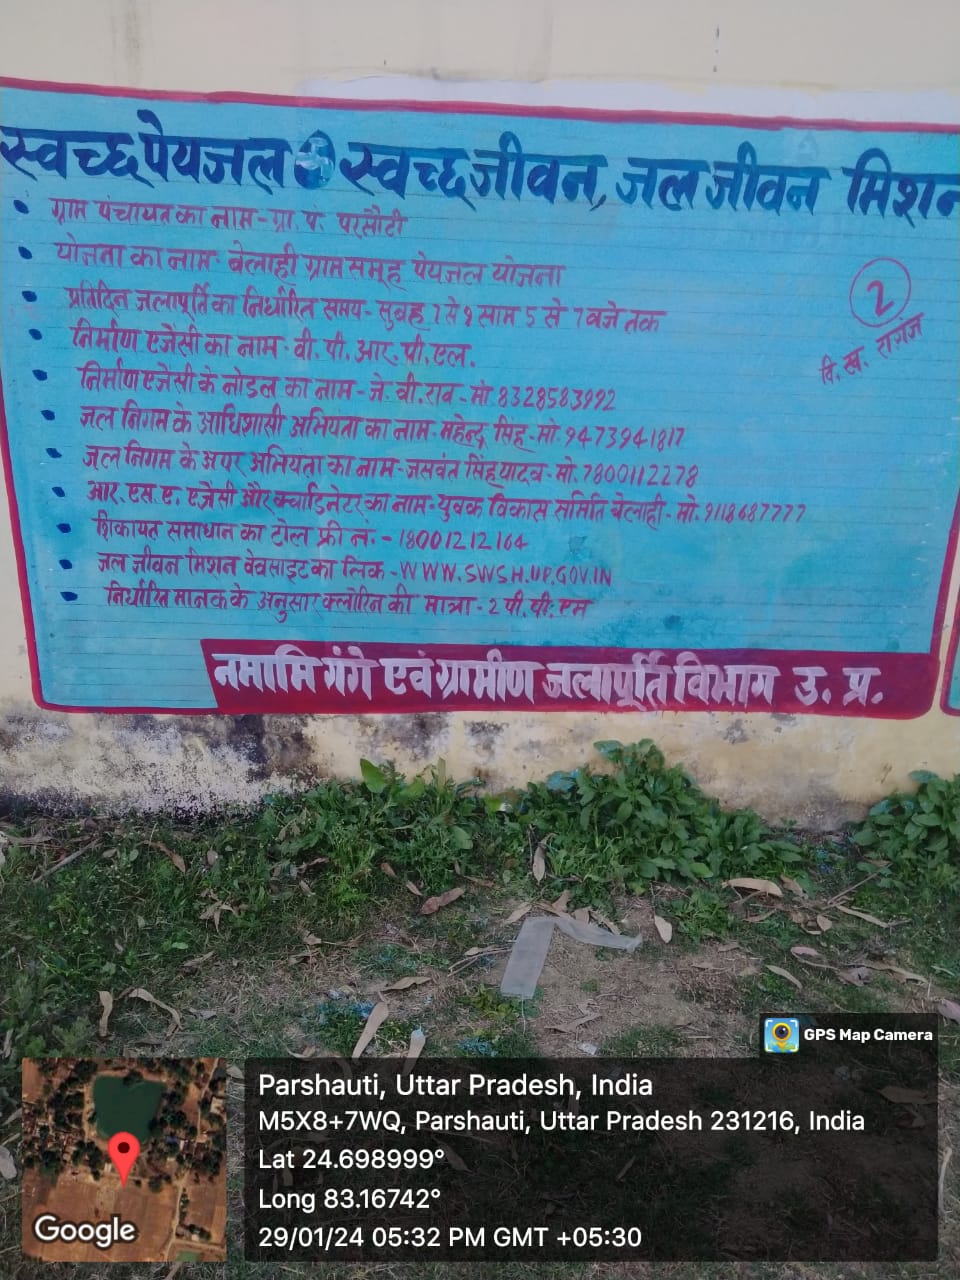 स्वच्छ पेयजल से स्वच्छ जीवन, जल जीवन मिशन
• ग्राम पंचायत का नाम - ग्रा. पं. परसौटी
• योजना का नाम - बेलाही ग्राम समूह पेयजल योजना
• प्रतिदिन जलापूर्ति का निर्धारित समय - सुबह 7 से 9 साम 5 से 7 बजे तक
• निर्माण एजेंसी का नाम - वी. पी. आर. पी. एल.
• निर्माण एजेंसी के नोडल का नाम - जे. वी. राव - मो. 8328583992
• जल निगम के आधिशासी अभियंता का नाम - महेन्द्र सिंह - मो. 9473941817
• जल निगम के अपर अभियंता का नाम - जसवंत सिंह यादव - मो. 7800112278
• आर. एस. ए. एजेंसी और क्वाडिनेटर का नाम - युवक विकास समिति बेलाही - मो. 9118687777
• शिकायत समाधान का टोल फ्री नं. - 18001212164
• जल जीवन मिशन वेवसाइट का लिंक - WWW.SWSH.UP.GOV.IN
• निर्धारित मानक के अनुसार क्लोरिन की मात्रा - 2 पी. पी. एम
2
वि. ख.
नमामि गंगे एवं ग्रामीण जलापूर्ति विभाग उ. प्र.
GPS Map Camera
Parshauti, Uttar Pradesh, India
M5X8+7WQ, Parshauti, Uttar Pradesh 231216, India
Lat 24.698999°
Long 83.16742°
29/01/24 05:32 PM GMT +05:30
Google